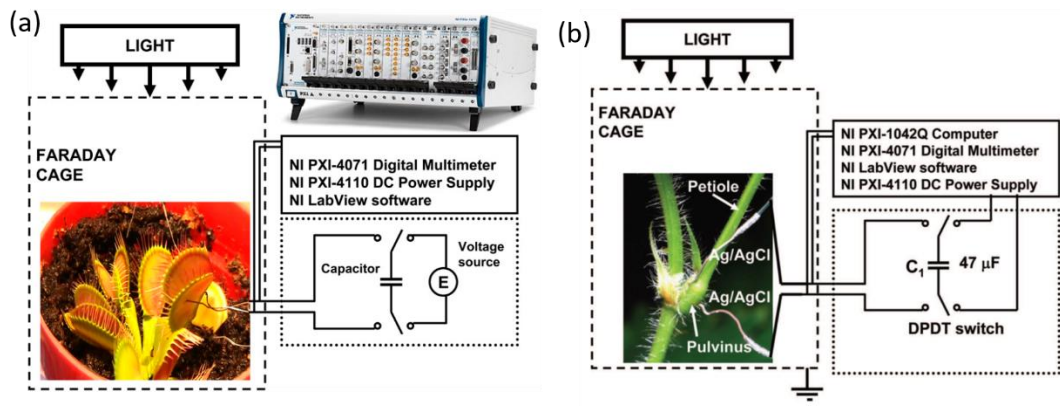 (a)
LIGHT
FARADAY
CAGE
NI PXI-4071 Digital Multimeter
NI PXI-4110 DC Power Supply
NI LabView software
Capacitor
Voltage
source
E
(b)
LIGHT
FARADAY
CAGE
NI PXI-1042Q Computer
NI PXI-4071 Digital Multimeter
NI LabView software
NI PXI-4110 DC Power Supply
Petiole
Ag/AgCl
Ag/AgCl
Pulvinus
C1
47 μF
DPDT switch